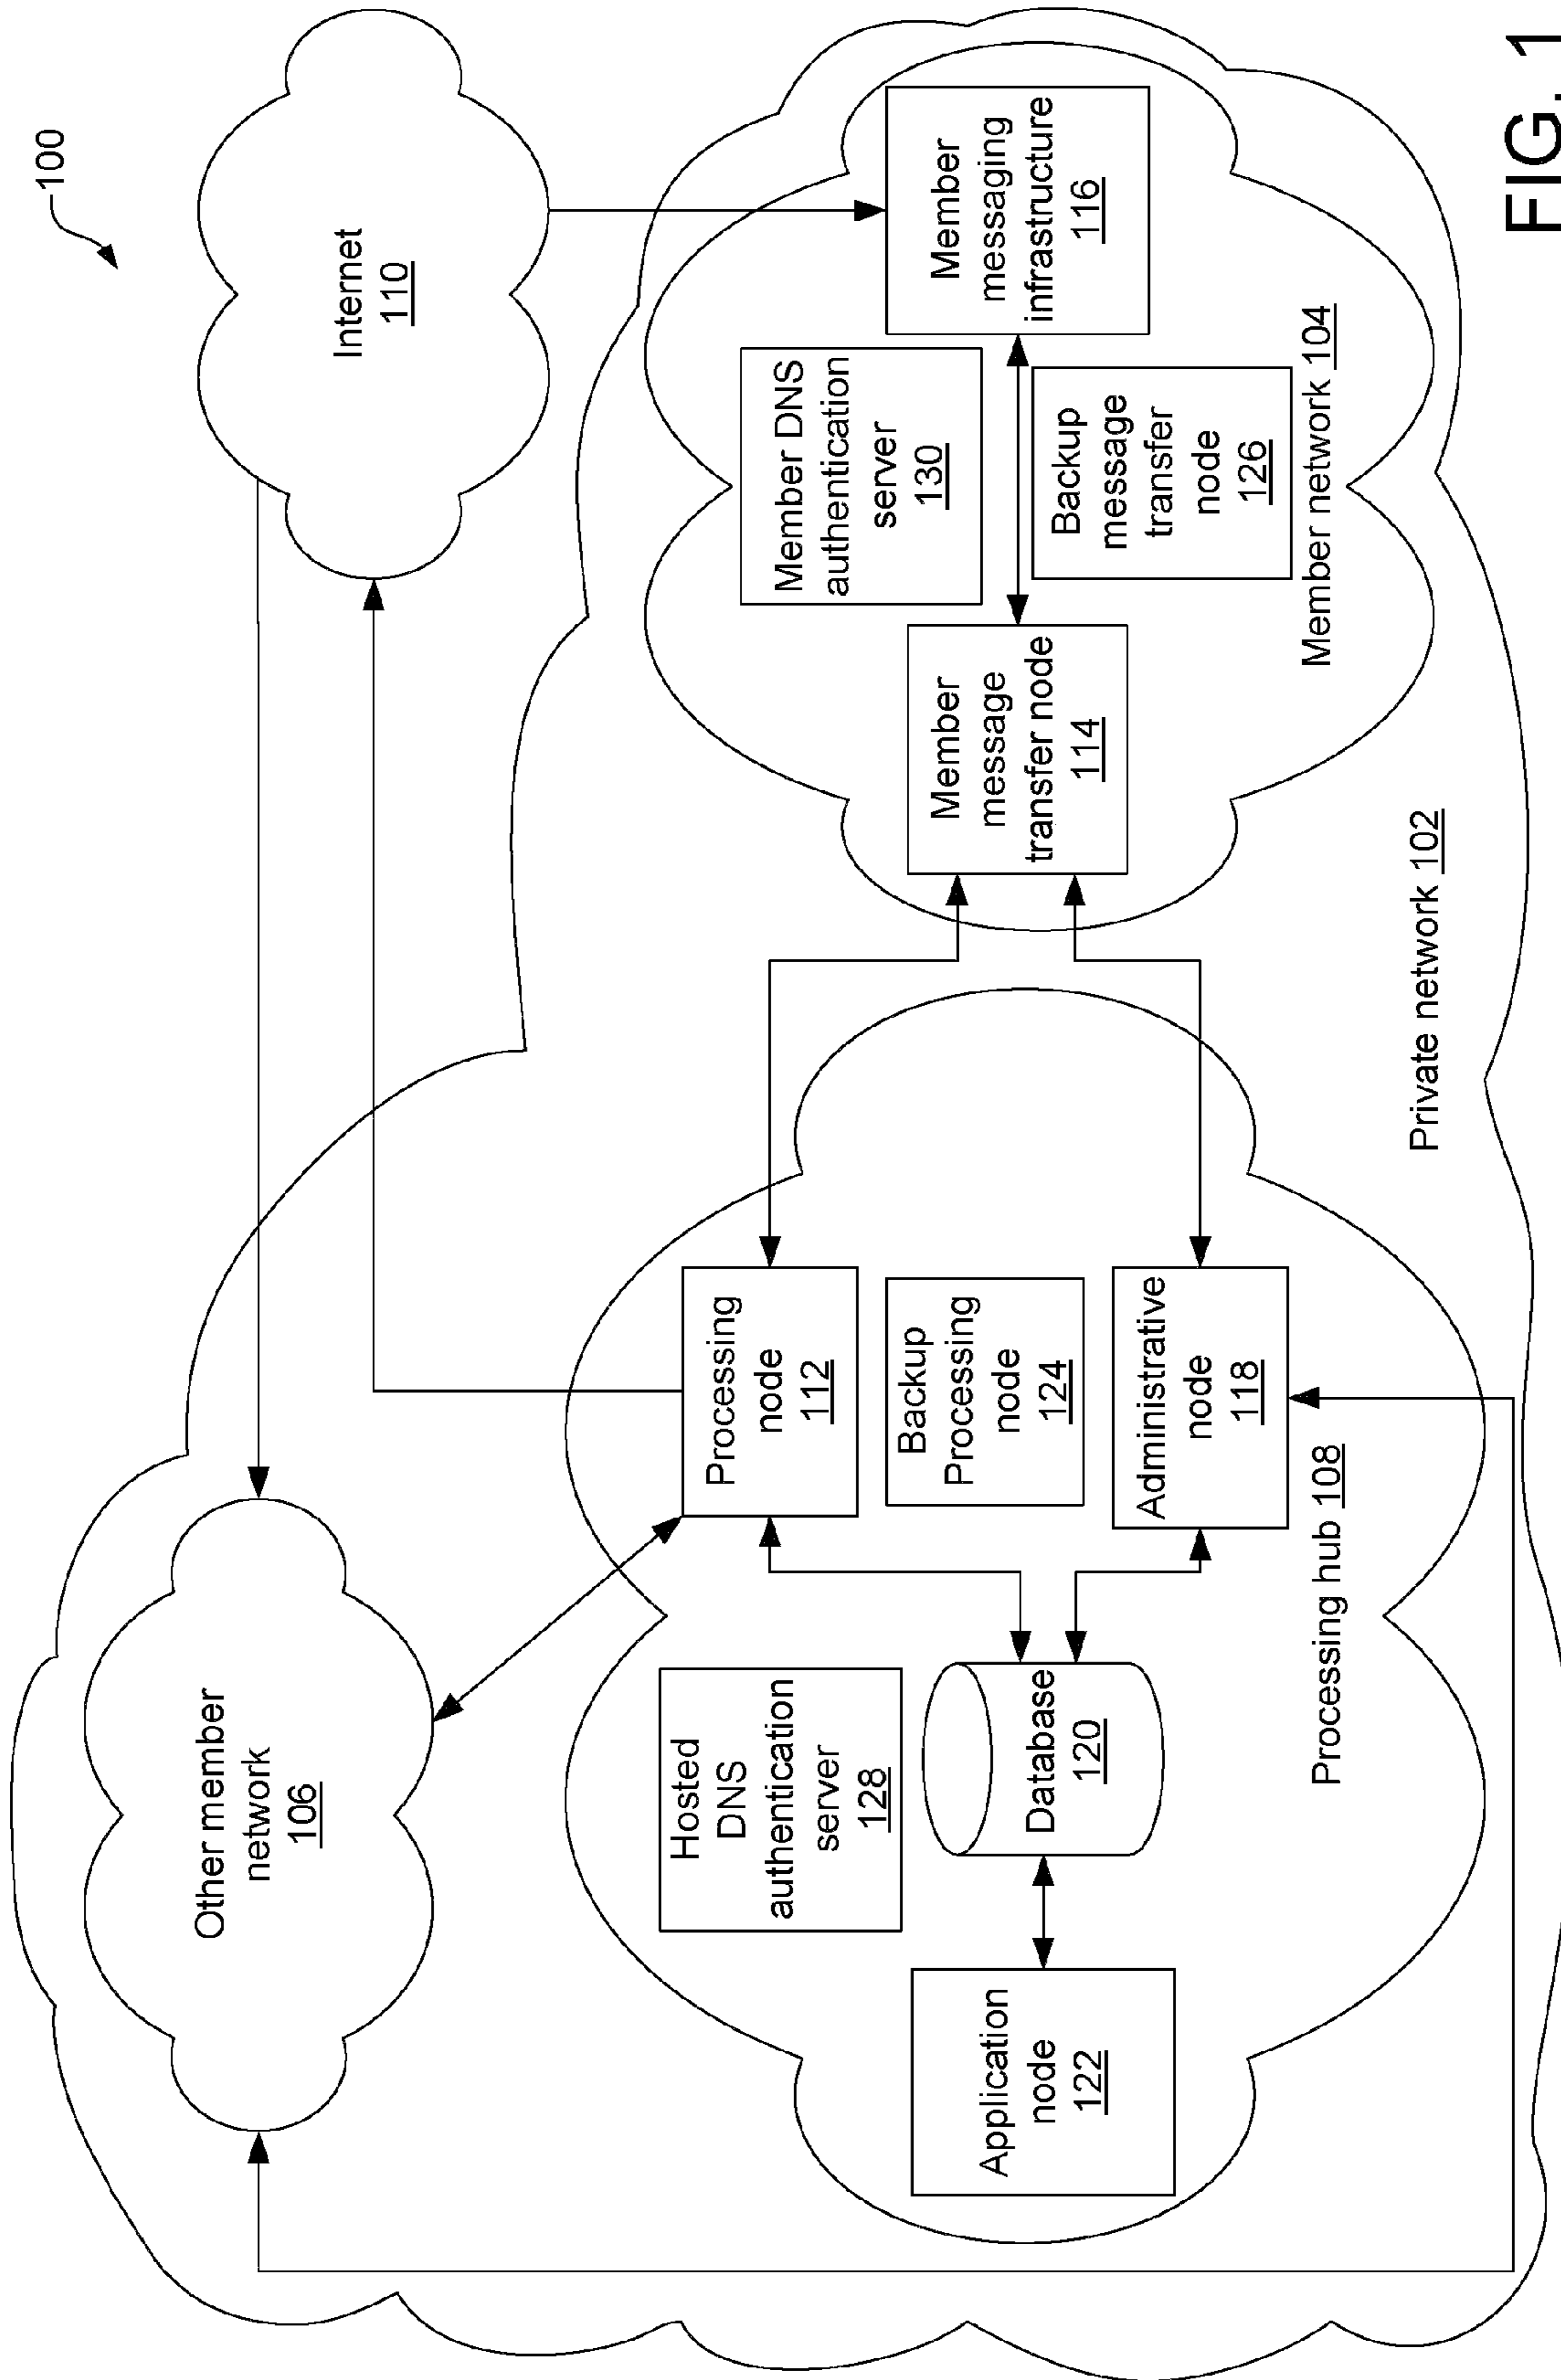 100
Internet
110
Other member
network
106
Member
messaging
infrastructure
116
Member DNS
authentication
server
130
Backup
message
transfer
node
126
Member
message
transfer node
114
Member network 104
Private network 102
Processing
node
112
Backup
Processing
node
124
Administrative
node
118
Hosted
DNS
authentication
server
128
Database
120
Application
node
122
Processing hub 108
FIG. 1